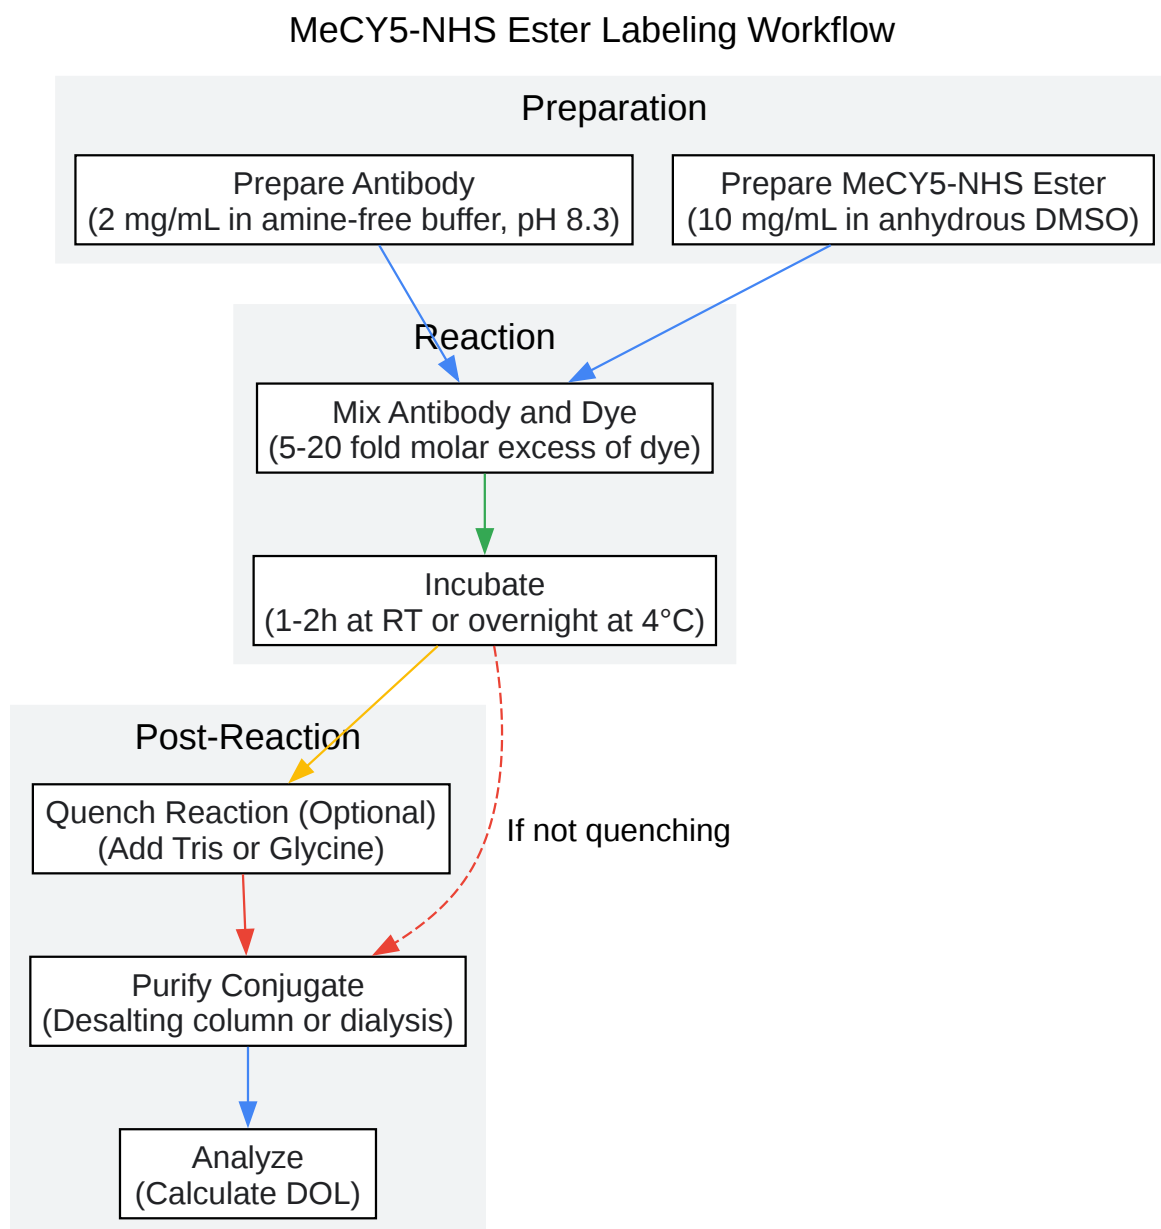 MeCY5-NHS Ester Labeling Workflow
Preparation
Prepare Antibody
(2 mg/mL in amine-free buffer, pH 8.3)
Prepare MeCY5-NHS Ester
(10 mg/mL in anhydrous DMSO)
Reaction
Mix Antibody and Dye
(5-20 fold molar excess of dye)
Incubate
(1-2h at RT or overnight at 4°C)
Post-Reaction
Quench Reaction (Optional)
(Add Tris or Glycine)
If not quenching
Purify Conjugate
(Desalting column or dialysis)
Analyze
(Calculate DOL)